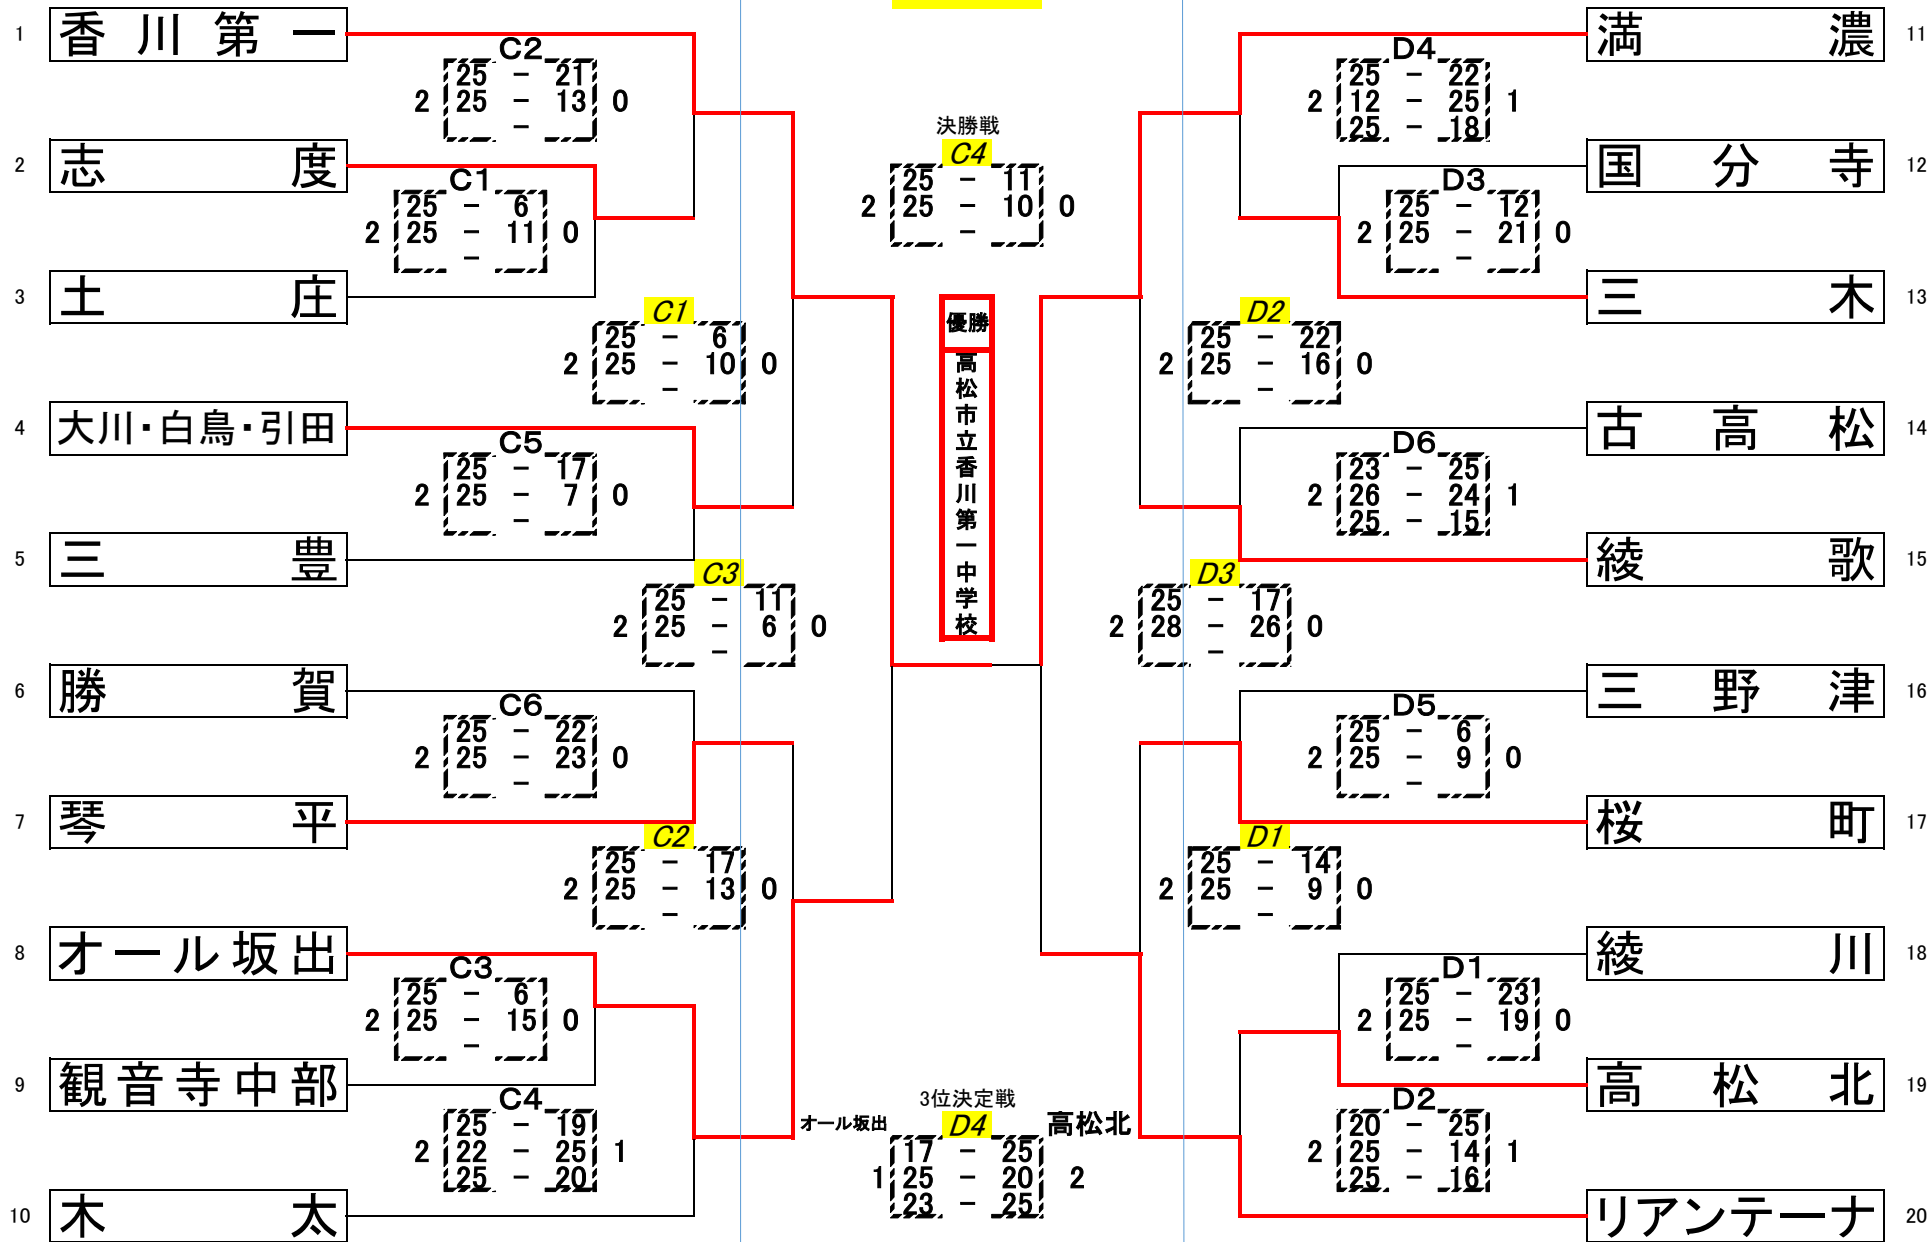 1 香川第一
C2
25 - 21
2 25 - 13 0
-
2 志度
C1
25 - 6
2 25 - 11 0
-
3 土庄
C1
25 - 6
2 25 - 10 0
-
4 大川・白鳥・引田
C5
25 - 17
2 25 - 7 0
-
5 三豊
C3
25 - 11
2 25 - 6 0
-
6 勝賀
C6
25 - 22
2 25 - 23 0
-
7 琴平
C2
25 - 17
2 25 - 13 0
-
8 オール坂出
C3
25 - 6
2 25 - 15 0
-
9 観音寺中部
C4
25 - 19
2 22 - 25 1
25 - 20
10 木太
決勝戦
C4
25 - 11
2 25 - 10 0
-
優勝
高松市立香川第一中学校
3位決定戦
オール坂出 D4 高松北
17 - 25
1 25 - 20 2
23 - 25
満濃 11
D4
25 - 22
2 12 - 25 1
25 - 18
国分寺 12
D3
25 - 12
2 25 - 21 0
-
三木 13
D2
25 - 22
2 25 - 16 0
-
古高松 14
D6
23 - 25
2 26 - 24 1
25 - 15
綾歌 15
D3
25 - 17
2 28 - 26 0
-
三野津 16
D5
25 - 6
2 25 - 9 0
-
桜町 17
D1
25 - 14
2 25 - 9 0
-
綾川 18
D1
25 - 23
2 25 - 19 0
-
高松北 19
D2
20 - 25
2 25 - 14 1
25 - 16
リアンテーナ 20